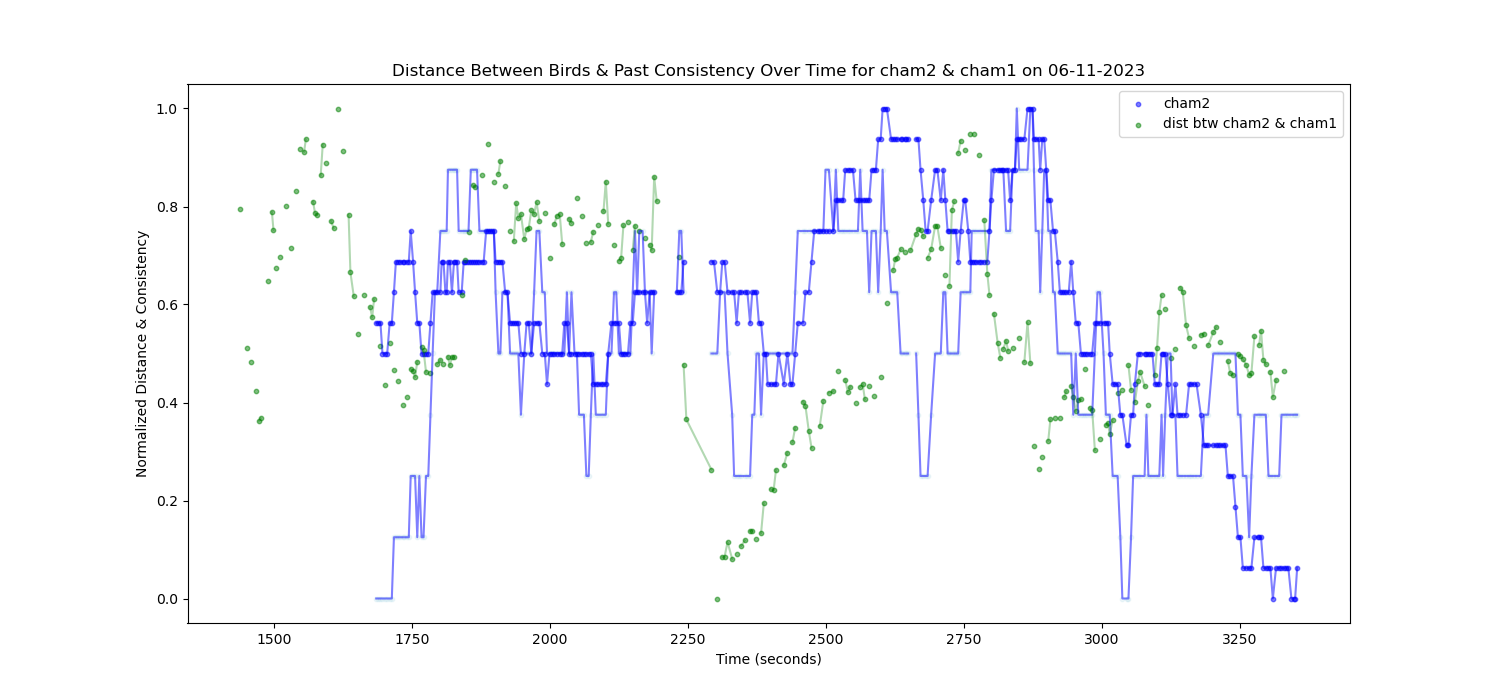 Distance Between Birds & Past Consistency Over Time for cham2 & cham1 on 06-11-2023
cham2
dist btw cham2 & cham1
Normalized Distance & Consistency
1.0
0.8
0.6
0.4
0.2
0.0
1500 1750 2000 2250 2500 2750 3000 3250
Time (seconds)